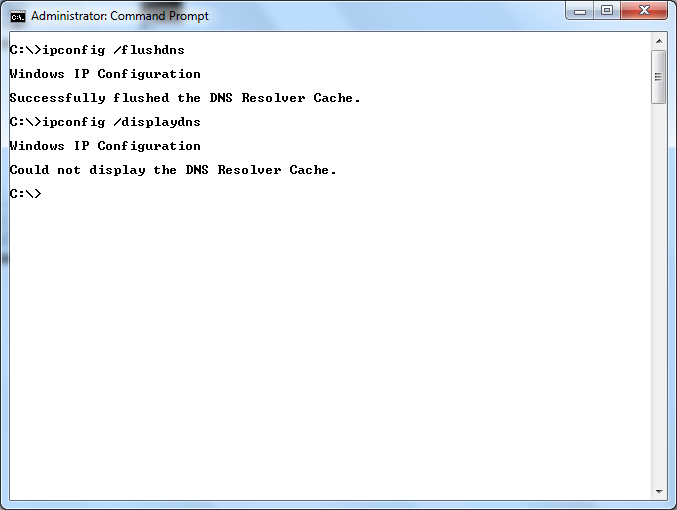 Administrator: Command Prompt
C:\>ipconfig /flushdns
Windows IP Configuration
Successfully flushed the DNS Resolver Cache.
C:\>ipconfig /displaydns
Windows IP Configuration
Could not display the DNS Resolver Cache.
C:\>